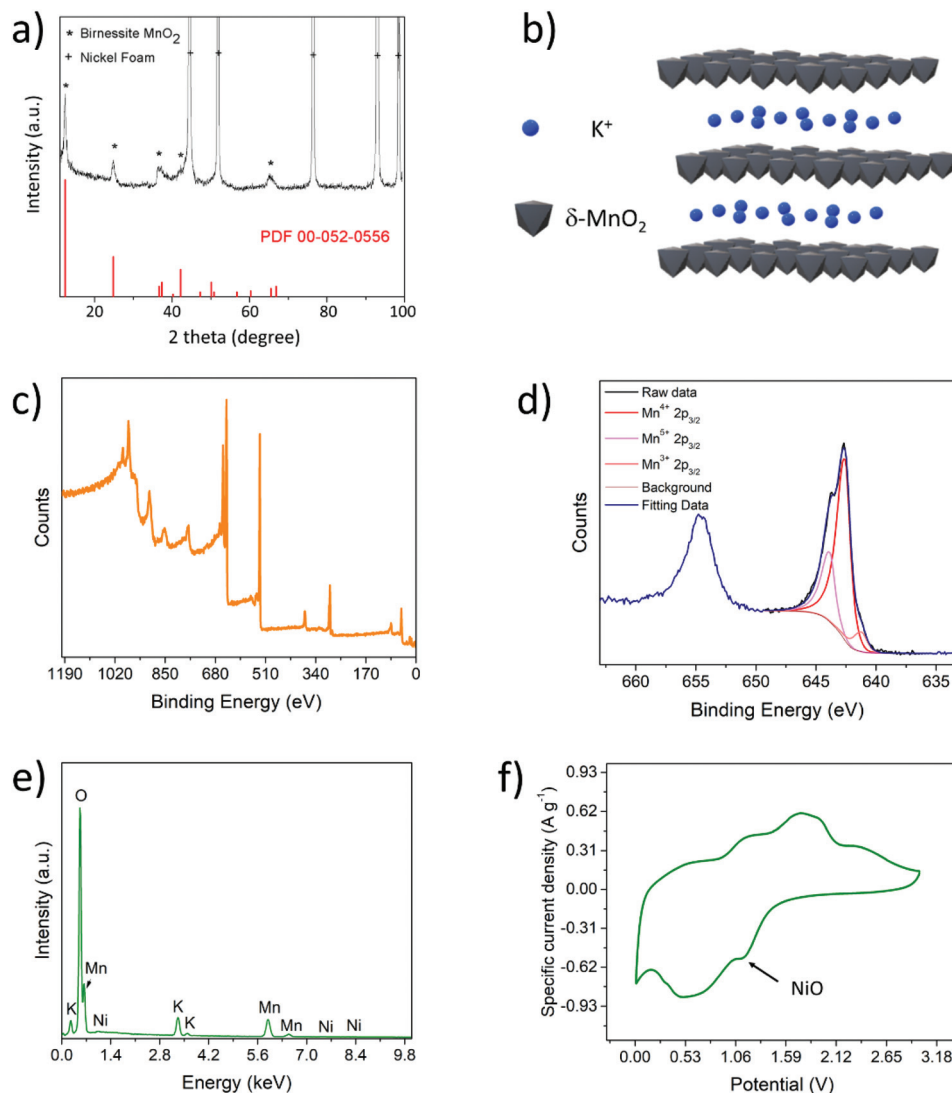 a)
* Birnessite MnO₂
+ Nickel Foam
* * * * + + + * + + +
Intensity (a.u.)
PDF 00-052-0556
20 40 60 80 100
2 theta (degree)
b)
K⁺
δ-MnO₂
c)
Counts
1190 1020 850 680 510 340 170 0
Binding Energy (eV)
d)
Raw data
Mn⁴⁺ 2p₃/₂
Mn⁵⁺ 2p₃/₂
Mn³⁺ 2p₃/₂
Background
Fitting Data
Counts
660 655 650 645 640 635
Binding Energy (eV)
e)
O
Mn
K
Ni
K
K
Mn
Mn
Ni
Ni
Intensity (a.u.)
0.0 1.4 2.8 4.2 5.6 7.0 8.4 9.8
Energy (keV)
f)
Specific current density (A g⁻¹)
0.93
0.62
0.31
0.00
-0.31
-0.62
-0.93
NiO
0.00 0.53 1.06 1.59 2.12 2.65 3.18
Potential (V)